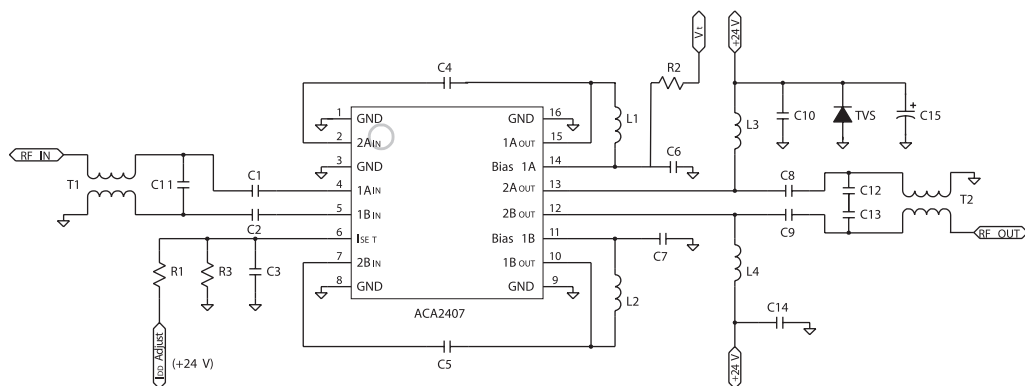 Vt
+24 V
C4
R2
1
GND
GND
16
L1
L3
C10
TVS
+
C15
2
2AIN
1AOUT
15
RF IN
3
GND
Bias 1A
14
C6
T1
C11
C1
4
1AIN
2AOUT
13
C8
C12
T2
5
1BIN
2BOUT
12
C2
C13
C9
RF OUT
6
ISET
Bias 1B
11
C7
R1
R3
C3
7
2BIN
1BOUT
10
L4
8
GND
GND
9
L2
ACA2407
C14
IDD Adjust
(+24 V)
C5
+24 V